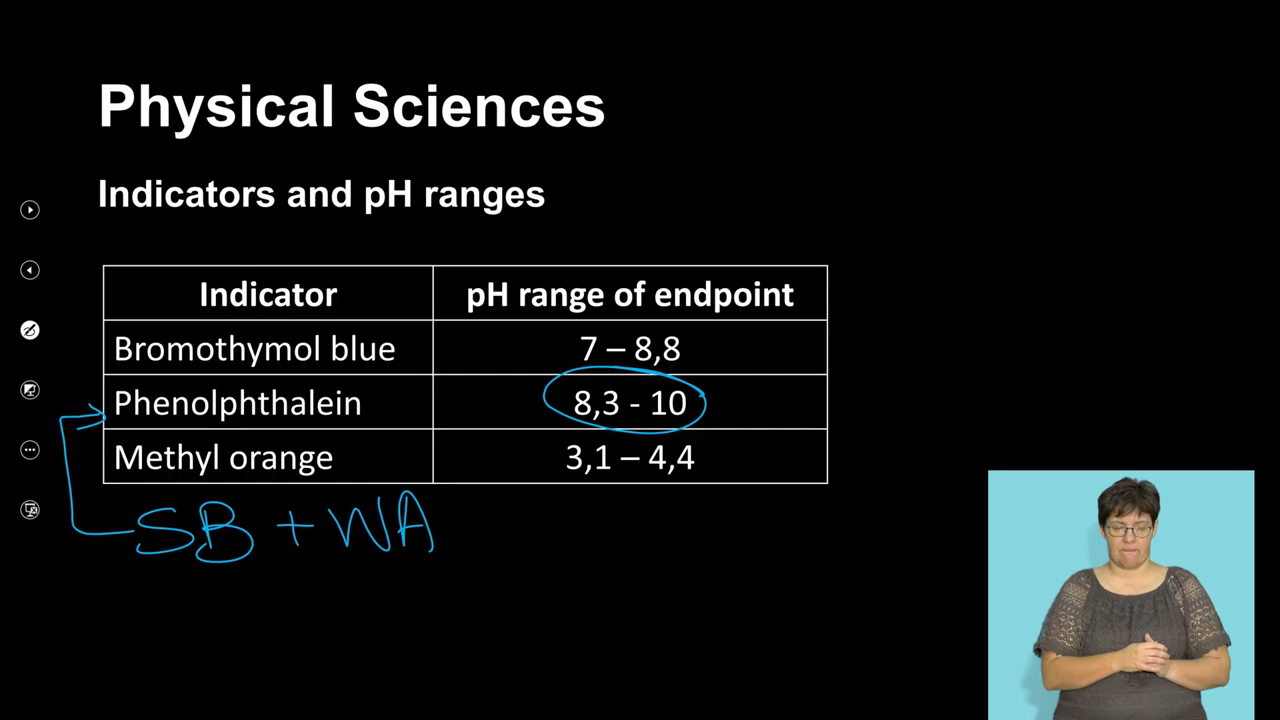 Physical Sciences
Indicators and pH ranges
Indicator pH range of endpoint
Bromothymol blue 7 – 8,8
Phenolphthalein 8,3 - 10
Methyl orange 3,1 – 4,4
SB + WA